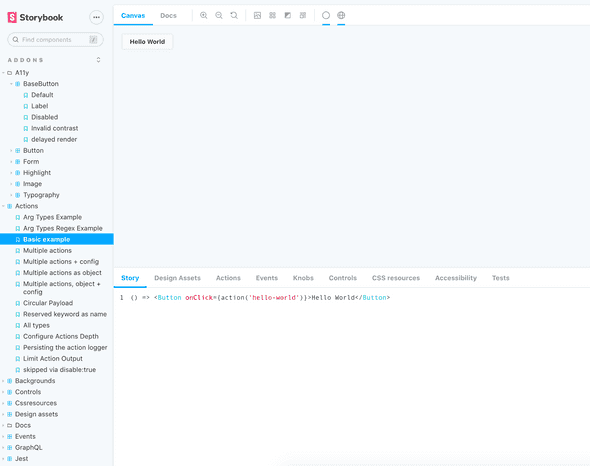 Storybook
Canvas
Docs
Find components
/
Hello World
ADDONS
A11y
BaseButton
Default
Label
Disabled
Invalid contrast
delayed render
Button
Form
Highlight
Image
Typography
Actions
Arg Types Example
Arg Types Regex Example
Basic example
Multiple actions
Multiple actions + config
Multiple actions as object
Multiple actions, object +
config
Circular Payload
Reserved keyword as name
All types
Configure Actions Depth
Persisting the action logger
Limit Action Output
skipped via disable:true
Backgrounds
Controls
Cssresources
Design assets
Docs
Events
GraphQL
Jest
Story
Design Assets
Actions
Events
Knobs
Controls
CSS resources
Accessibility
Tests
1 () => <Button onClick={action('hello-world')}>Hello World</Button>